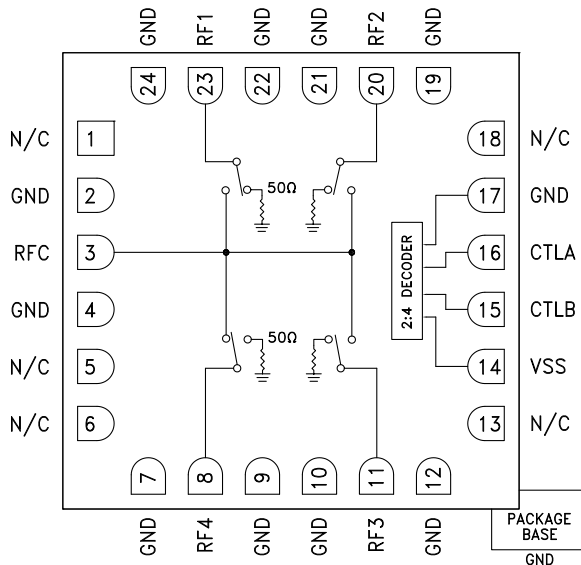 GND RF1 GND GND RF2 GND
24 23 22 21 20 19
N/C 1 18 N/C
GND 2 50Ω 17 GND
RFC 3 16 CTLA
2:4 DECODER
GND 4 15 CTLB
N/C 5 50Ω 14 VSS
N/C 6 13 N/C
7 8 9 10 11 12
GND RF4 GND GND RF3 GND
PACKAGE
BASE
GND